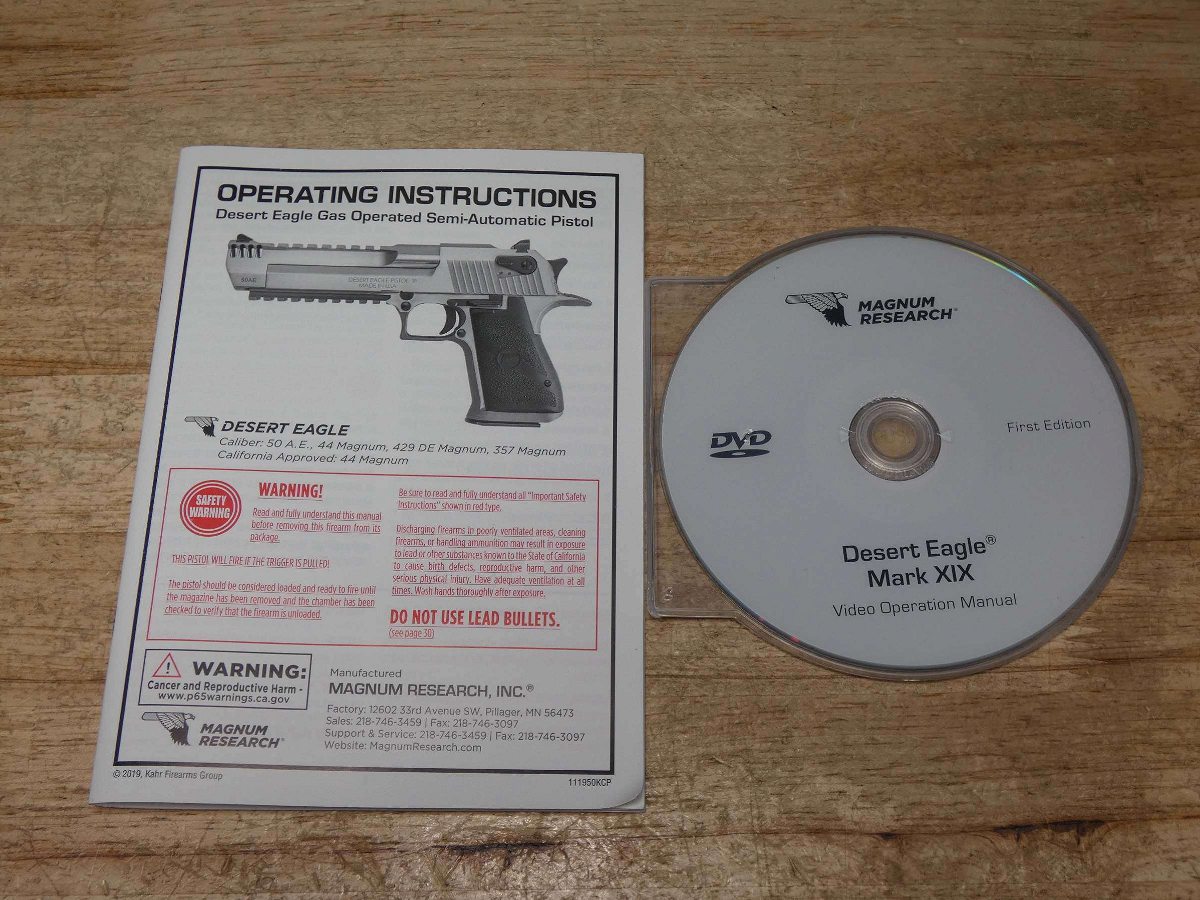 OPERATING INSTRUCTIONS
Desert Eagle Gas Operated Semi-Automatic Pistol
50AE
DESERT EAGLE PISTOL
MADE IN USA
DESERT EAGLE
Caliber: 50 A.E., 44 Magnum, 429 DE Magnum, 357 Magnum
California Approved: 44 Magnum
SAFETY
WARNING
WARNING!
Read and fully understand this manual
before removing this firearm from its
package.
THIS PISTOL WILL FIRE IF THE TRIGGER IS PULLED!
The pistol should be considered loaded and ready to fire until
the magazine has been removed and the chamber has been
checked to verify that the firearm is unloaded.
Be sure to read and fully understand all "Important Safety
Instructions" shown in red type.
Discharging firearms in poorly ventilated areas, cleaning
firearms, or handling ammunition may result in exposure
to lead or other substances known to the State of California
to cause birth defects, reproductive harm, and other
serious physical injury. Have adequate ventilation at all
times. Wash hands thoroughly after exposure.
DO NOT USE LEAD BULLETS.
(see page 30)
WARNING:
Cancer and Reproductive Harm -
www.p65warnings.ca.gov
MAGNUM
RESEARCH®
Manufactured
MAGNUM RESEARCH, INC.®
Factory: 12602 33rd Avenue SW, Pillager, MN 56473
Sales: 218-746-3459 | Fax: 218-746-3097
Support & Service: 218-746-3459 | Fax: 218-746-3097
Website: MagnumResearch.com
© 2019, Kahr Firearms Group
111950KCP
MAGNUM
RESEARCH®
DVD
First Edition
Desert Eagle®
Mark XIX
Video Operation Manual